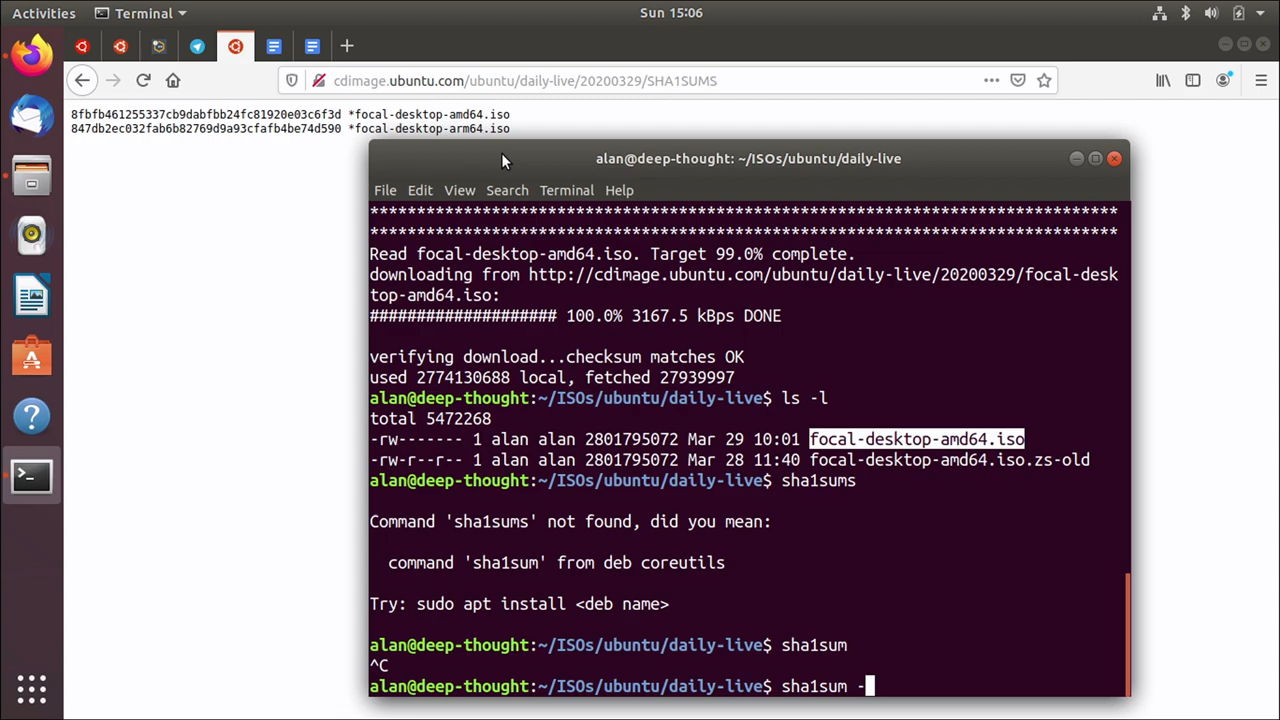 Activities
Terminal
Sun 15:06
cdimage.ubuntu.com/ubuntu/daily-live/20200329/SHA1SUMS
8fbfb461255337cb9dabfbb24fc81920e03c6f3d *focal-desktop-amd64.iso
847db2ec032fab6b82769d9a93cfafb4be74d590 *focal-desktop-arm64.iso
alan@deep-thought: ~/ISOs/ubuntu/daily-live
File Edit View Search Terminal Help
********************************************************************************
********************************************************************************
Read focal-desktop-amd64.iso. Target 99.0% complete.
downloading from http://cdimage.ubuntu.com/ubuntu/daily-live/20200329/focal-desk
top-amd64.iso:
#################### 100.0% 3167.5 kBps DONE
verifying download...checksum matches OK
used 2774130688 local, fetched 27939997
alan@deep-thought:~/ISOs/ubuntu/daily-live$ ls -l
total 5472268
-rw------- 1 alan alan 2801795072 Mar 29 10:01 focal-desktop-amd64.iso
-rw-r--r-- 1 alan alan 2801795072 Mar 28 11:40 focal-desktop-amd64.iso.zs-old
alan@deep-thought:~/ISOs/ubuntu/daily-live$ sha1sums
Command 'sha1sums' not found, did you mean:
command 'sha1sum' from deb coreutils
Try: sudo apt install <deb name>
alan@deep-thought:~/ISOs/ubuntu/daily-live$ sha1sum
^C
alan@deep-thought:~/ISOs/ubuntu/daily-live$ sha1sum -